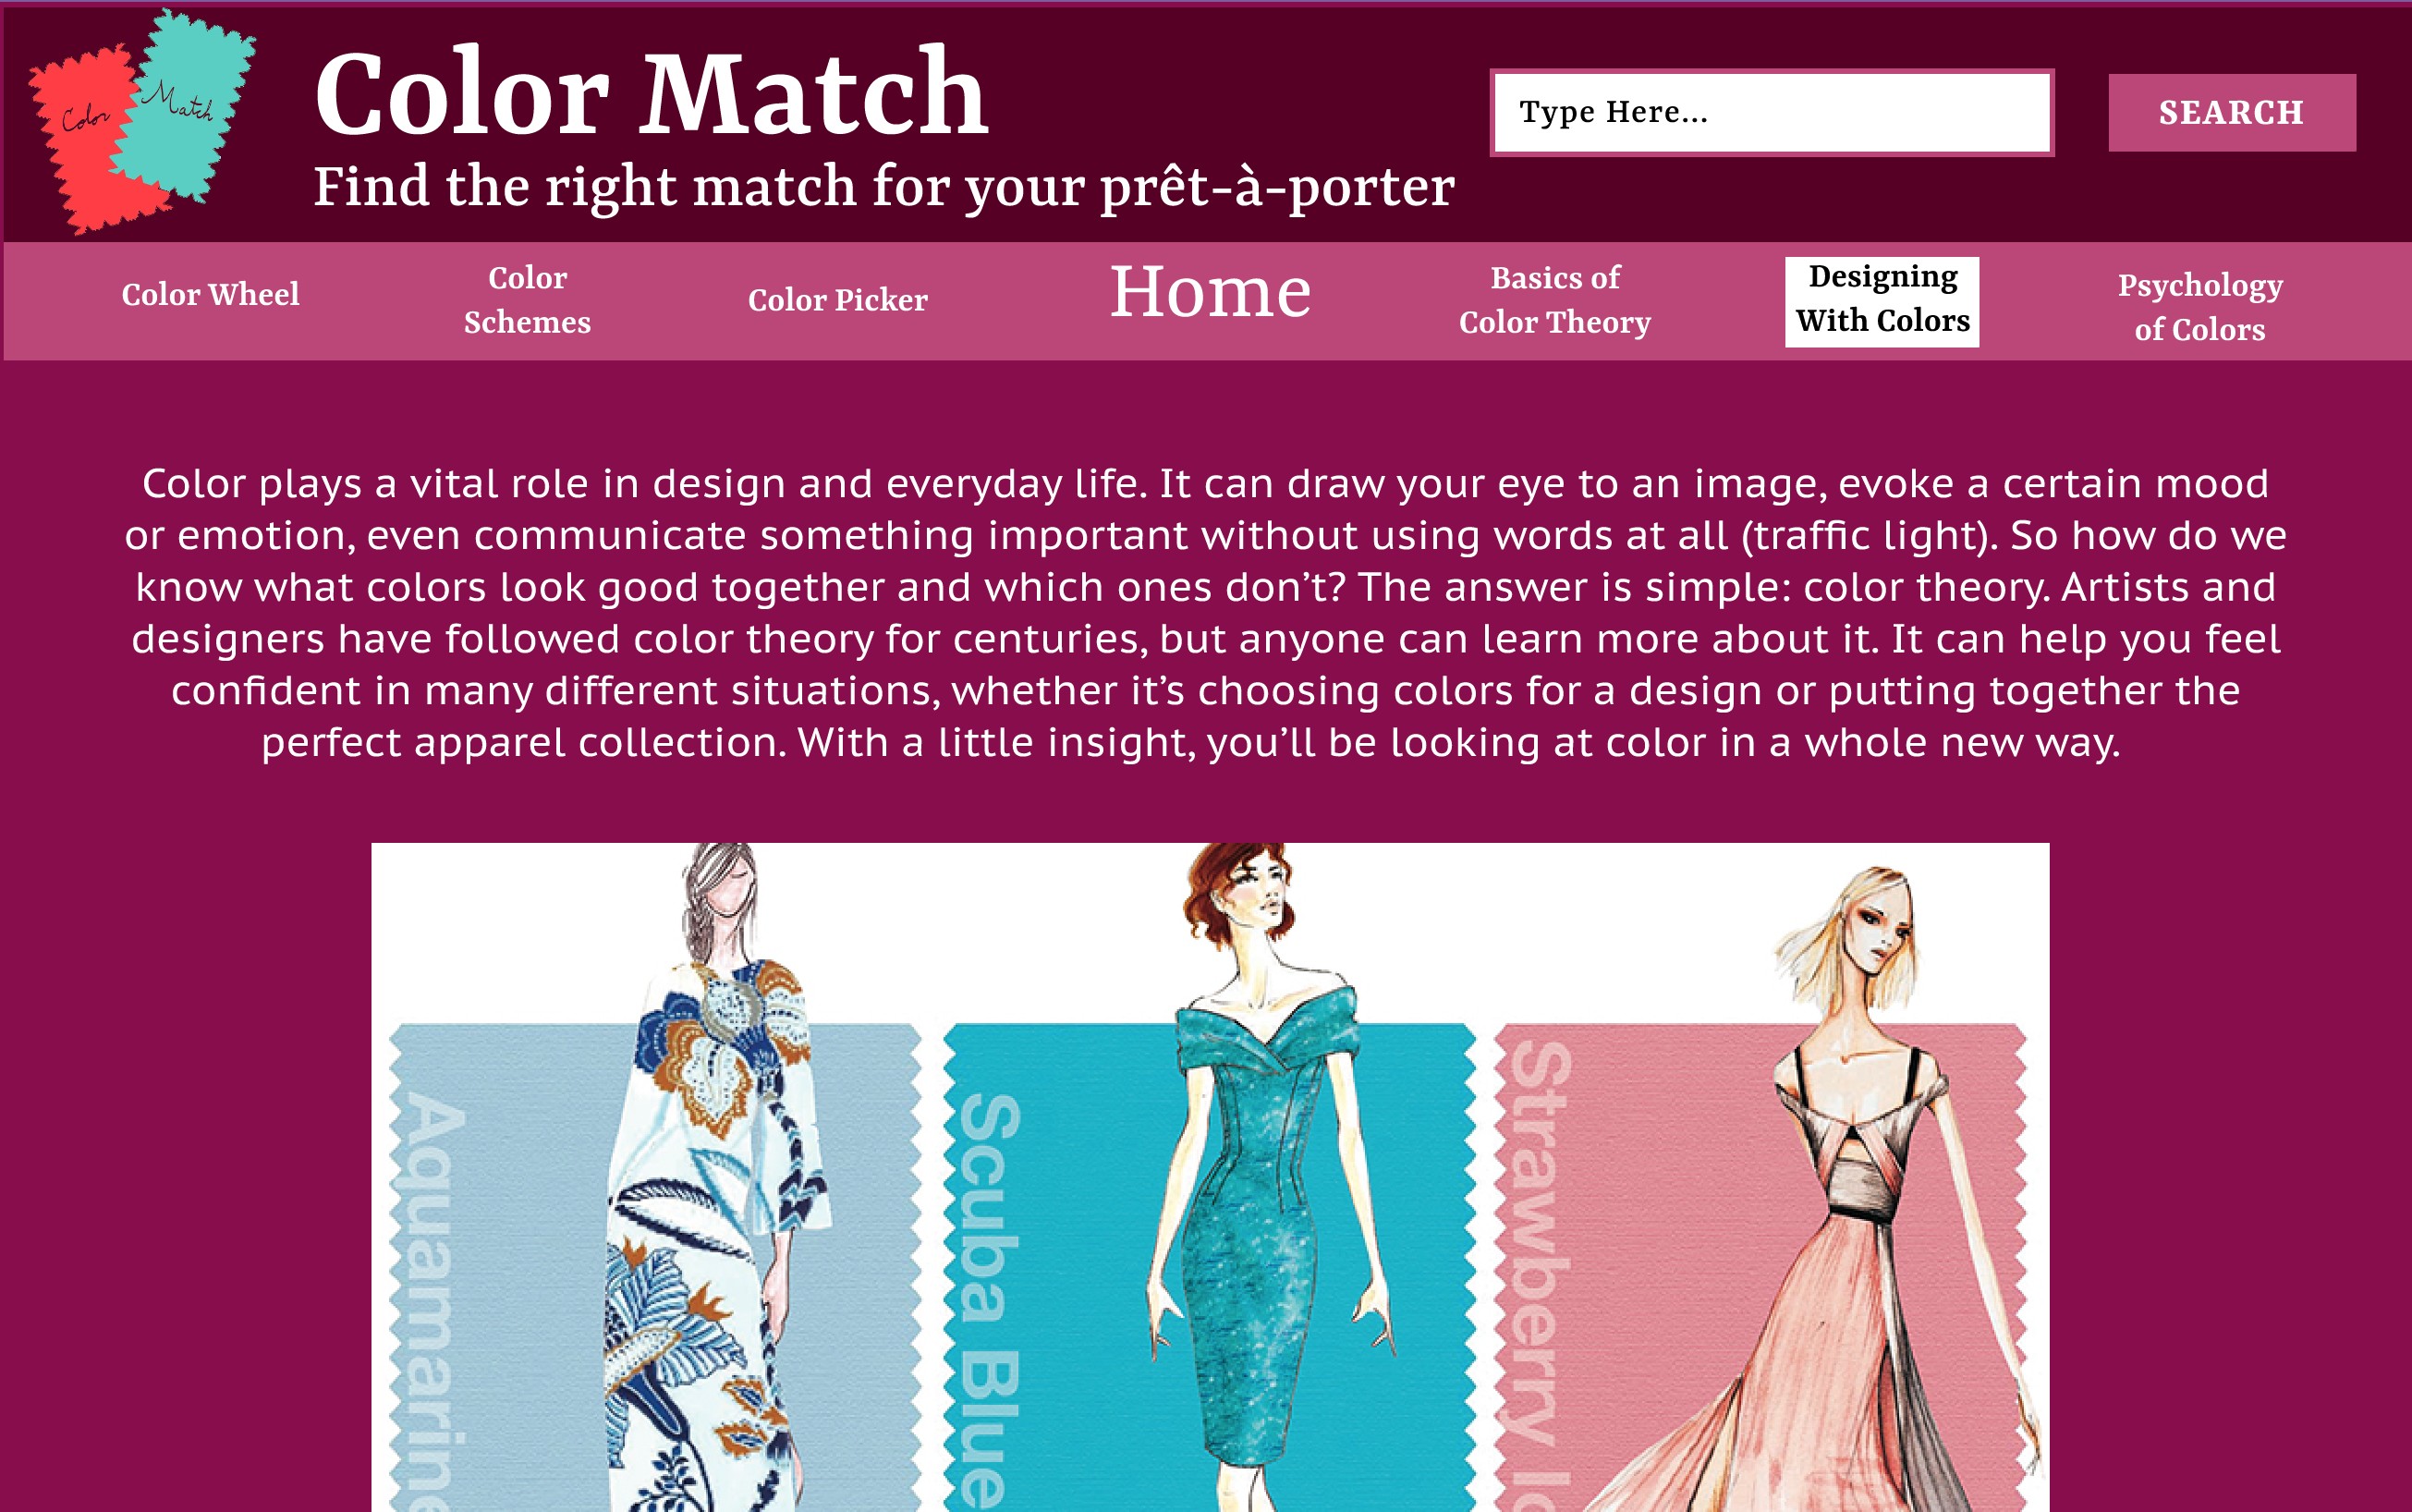 Color Match
Color Match
Find the right match for your prêt-à-porter
Type Here...
SEARCH
Color Wheel
Color
Schemes
Color Picker
Home
Basics of
Color Theory
Designing
With Colors
Psychology
of Colors
Color plays a vital role in design and everyday life. It can draw your eye to an image, evoke a certain mood
or emotion, even communicate something important without using words at all (traffic light). So how do we
know what colors look good together and which ones don’t? The answer is simple: color theory. Artists and
designers have followed color theory for centuries, but anyone can learn more about it. It can help you feel
confident in many different situations, whether it’s choosing colors for a design or putting together the
perfect apparel collection. With a little insight, you’ll be looking at color in a whole new way.
Aquamarine
Scuba Blue
Strawberry